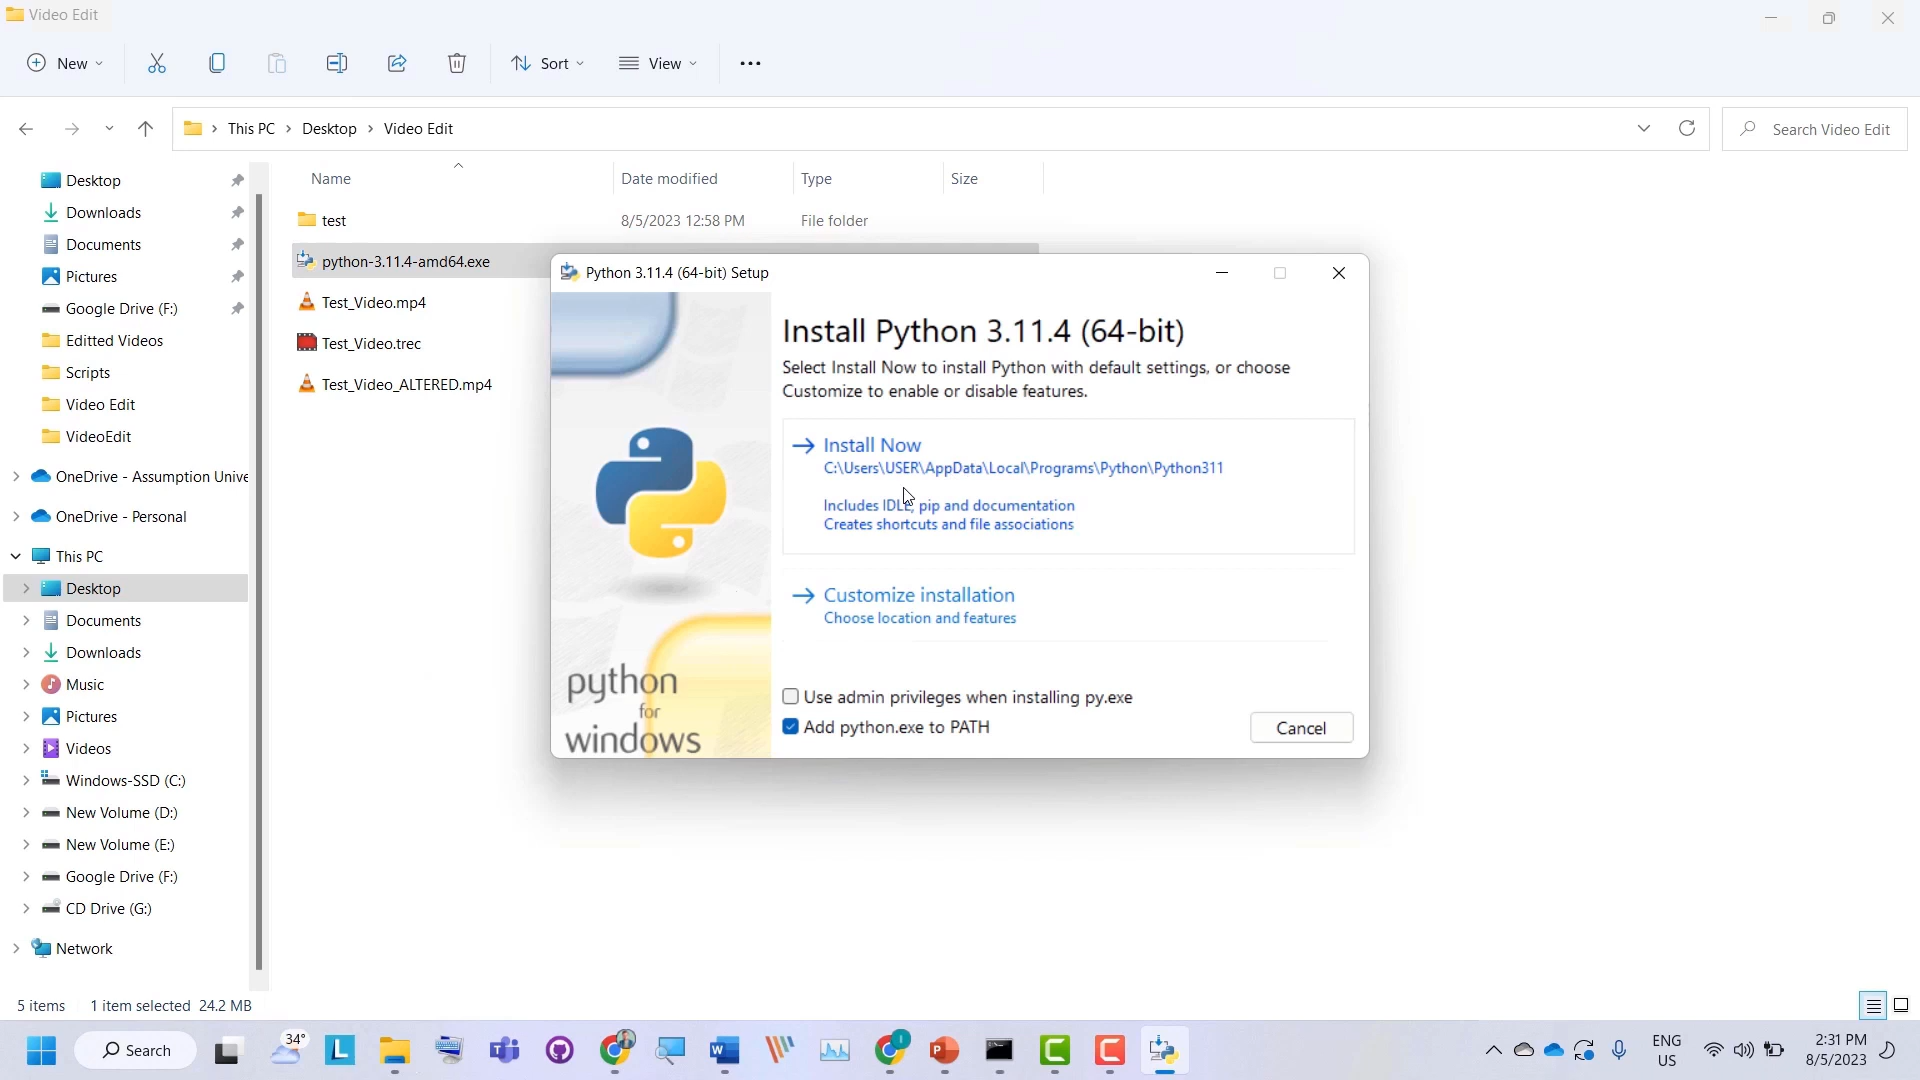 Video Edit
New
Sort
View
This PC
Desktop
Video Edit
Search Video Edit
Name
Date modified
Type
Size
test
8/5/2023 12:58 PM
File folder
python-3.11.4-amd64.exe
Test_Video.mp4
Test_Video.trec
Test_Video_ALTERED.mp4
Desktop
Downloads
Documents
Pictures
Google Drive (F:)
Editted Videos
Scripts
Video Edit
VideoEdit
OneDrive - Assumption Unive
OneDrive - Personal
This PC
Desktop
Documents
Downloads
Music
Pictures
Videos
Windows-SSD (C:)
New Volume (D:)
New Volume (E:)
Google Drive (F:)
CD Drive (G:)
Network
Python 3.11.4 (64-bit) Setup
Install Python 3.11.4 (64-bit)
Select Install Now to install Python with default settings, or choose
Customize to enable or disable features.
Install Now
C:\Users\USER\AppData\Local\Programs\Python\Python311
Includes IDLE, pip and documentation
Creates shortcuts and file associations
Customize installation
Choose location and features
Use admin privileges when installing py.exe
Add python.exe to PATH
Cancel
python
for
windows
5 items
1 item selected 24.2 MB
Search
34°
ENG
US
2:31 PM
8/5/2023